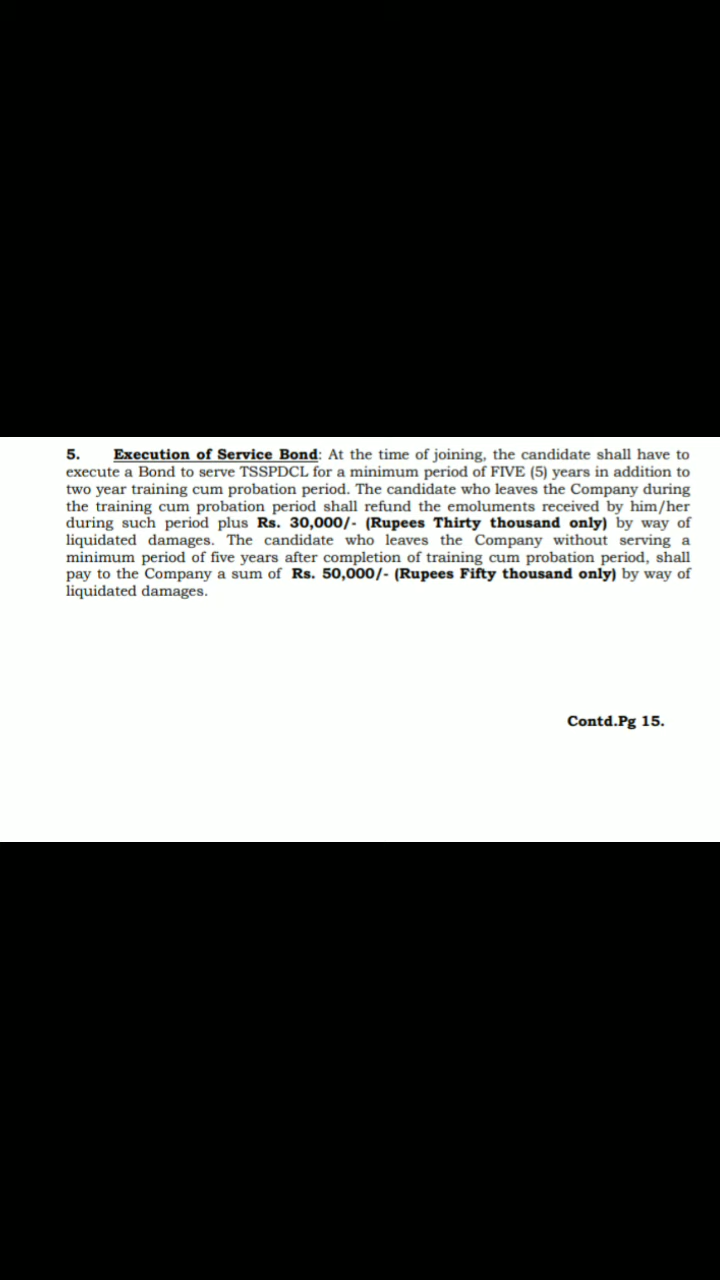 5. Execution of Service Bond: At the time of joining, the candidate shall have to
execute a Bond to serve TSSPDCL for a minimum period of FIVE (5) years in addition to
two year training cum probation period. The candidate who leaves the Company during
the training cum probation period shall refund the emoluments received by him/her
during such period plus Rs. 30,000/- (Rupees Thirty thousand only) by way of
liquidated damages. The candidate who leaves the Company without serving a
minimum period of five years after completion of training cum probation period, shall
pay to the Company a sum of Rs. 50,000/- (Rupees Fifty thousand only) by way of
liquidated damages.
Contd.Pg 15.